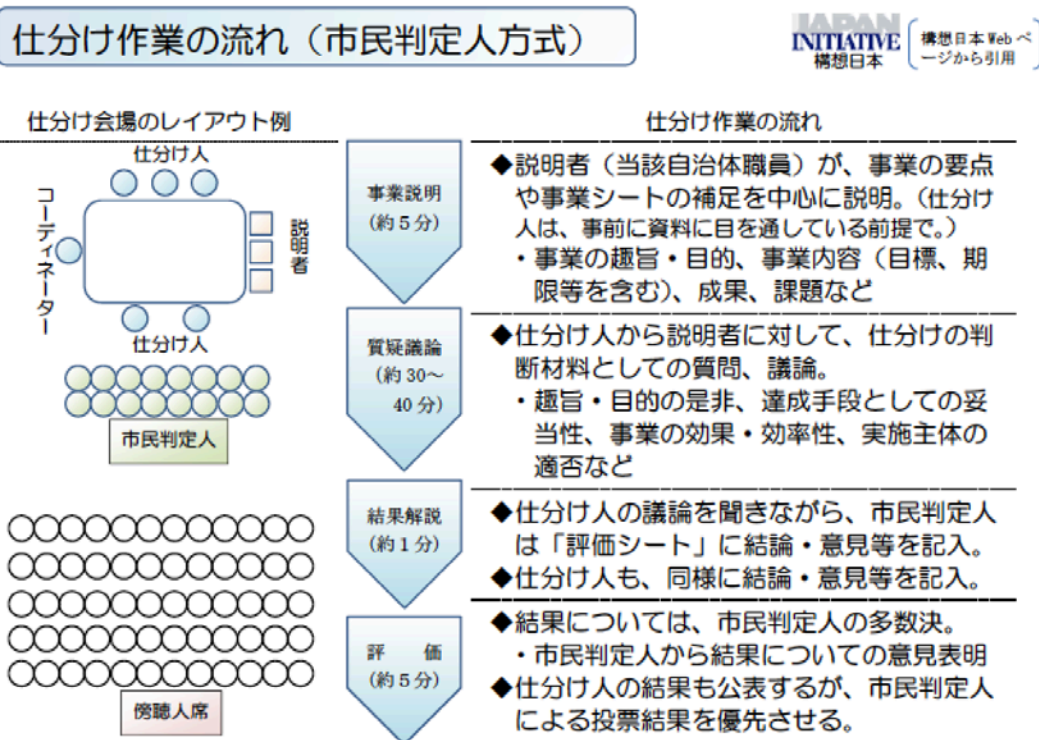 仕分け作業の流れ（市民判定人方式）
JAPAN
INITIATIVE
構想日本
構想日本 Web ペ
ージから引用
仕分け会場のレイアウト例
仕分け人
コーディネーター
説明者
仕分け人
市民判定人
傍聴人席
事業説明
（約５分）
質疑議論
（約 30～
40 分）
結果解説
（約１分）
評　価
（約５分）
仕分け作業の流れ
◆説明者（当該自治体職員）が、事業の要点
や事業シートの補足を中心に説明。（仕分け
人は、事前に資料に目を通している前提で。）
・事業の趣旨・目的、事業内容（目標、期
限等を含む）、成果、課題など
◆仕分け人から説明者に対して、仕分けの判
断材料としての質問、議論。
・趣旨・目的の是非、達成手段としての妥
当性、事業の効果・効率性、実施主体の
適否など
◆仕分け人の議論を聞きながら、市民判定人
は「評価シート」に結論・意見等を記入。
◆仕分け人も、同様に結論・意見等を記入。
◆結果については、市民判定人の多数決。
・市民判定人から結果についての意見表明
◆仕分け人の結果も公表するが、市民判定人
による投票結果を優先させる。